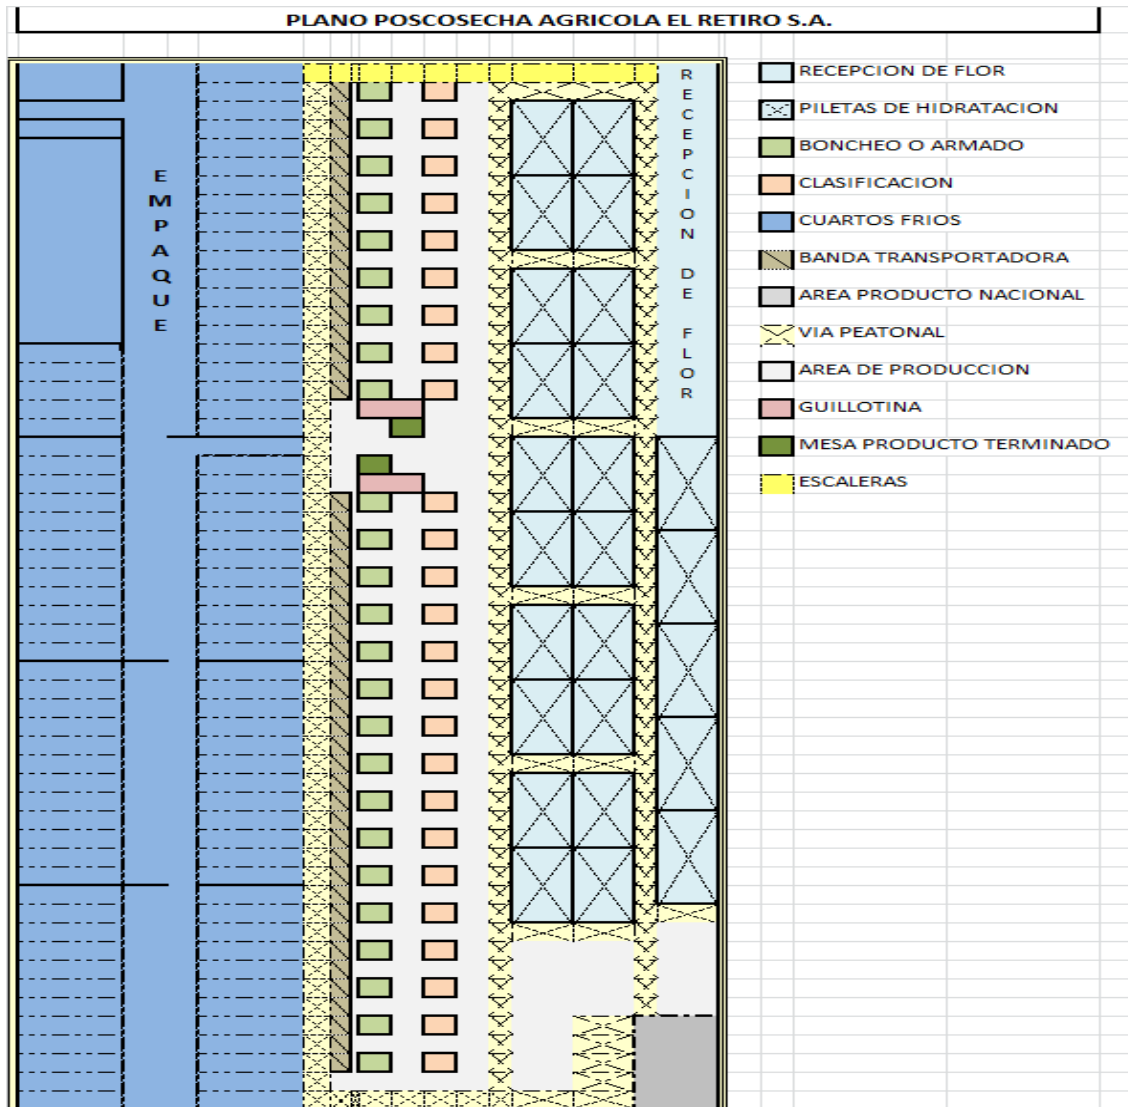 PLANO POSCOSECHA AGRICOLA EL RETIRO S.A.
EMPAQUE
RECEPCION DE FLOR
RECEPCION DE FLOR
PILETAS DE HIDRATACION
BONCHEO O ARMADO
CLASIFICACION
CUARTOS FRIOS
BANDA TRANSPORTADORA
AREA PRODUCTO NACIONAL
VIA PEATONAL
AREA DE PRODUCCION
GUILLOTINA
MESA PRODUCTO TERMINADO
ESCALERAS